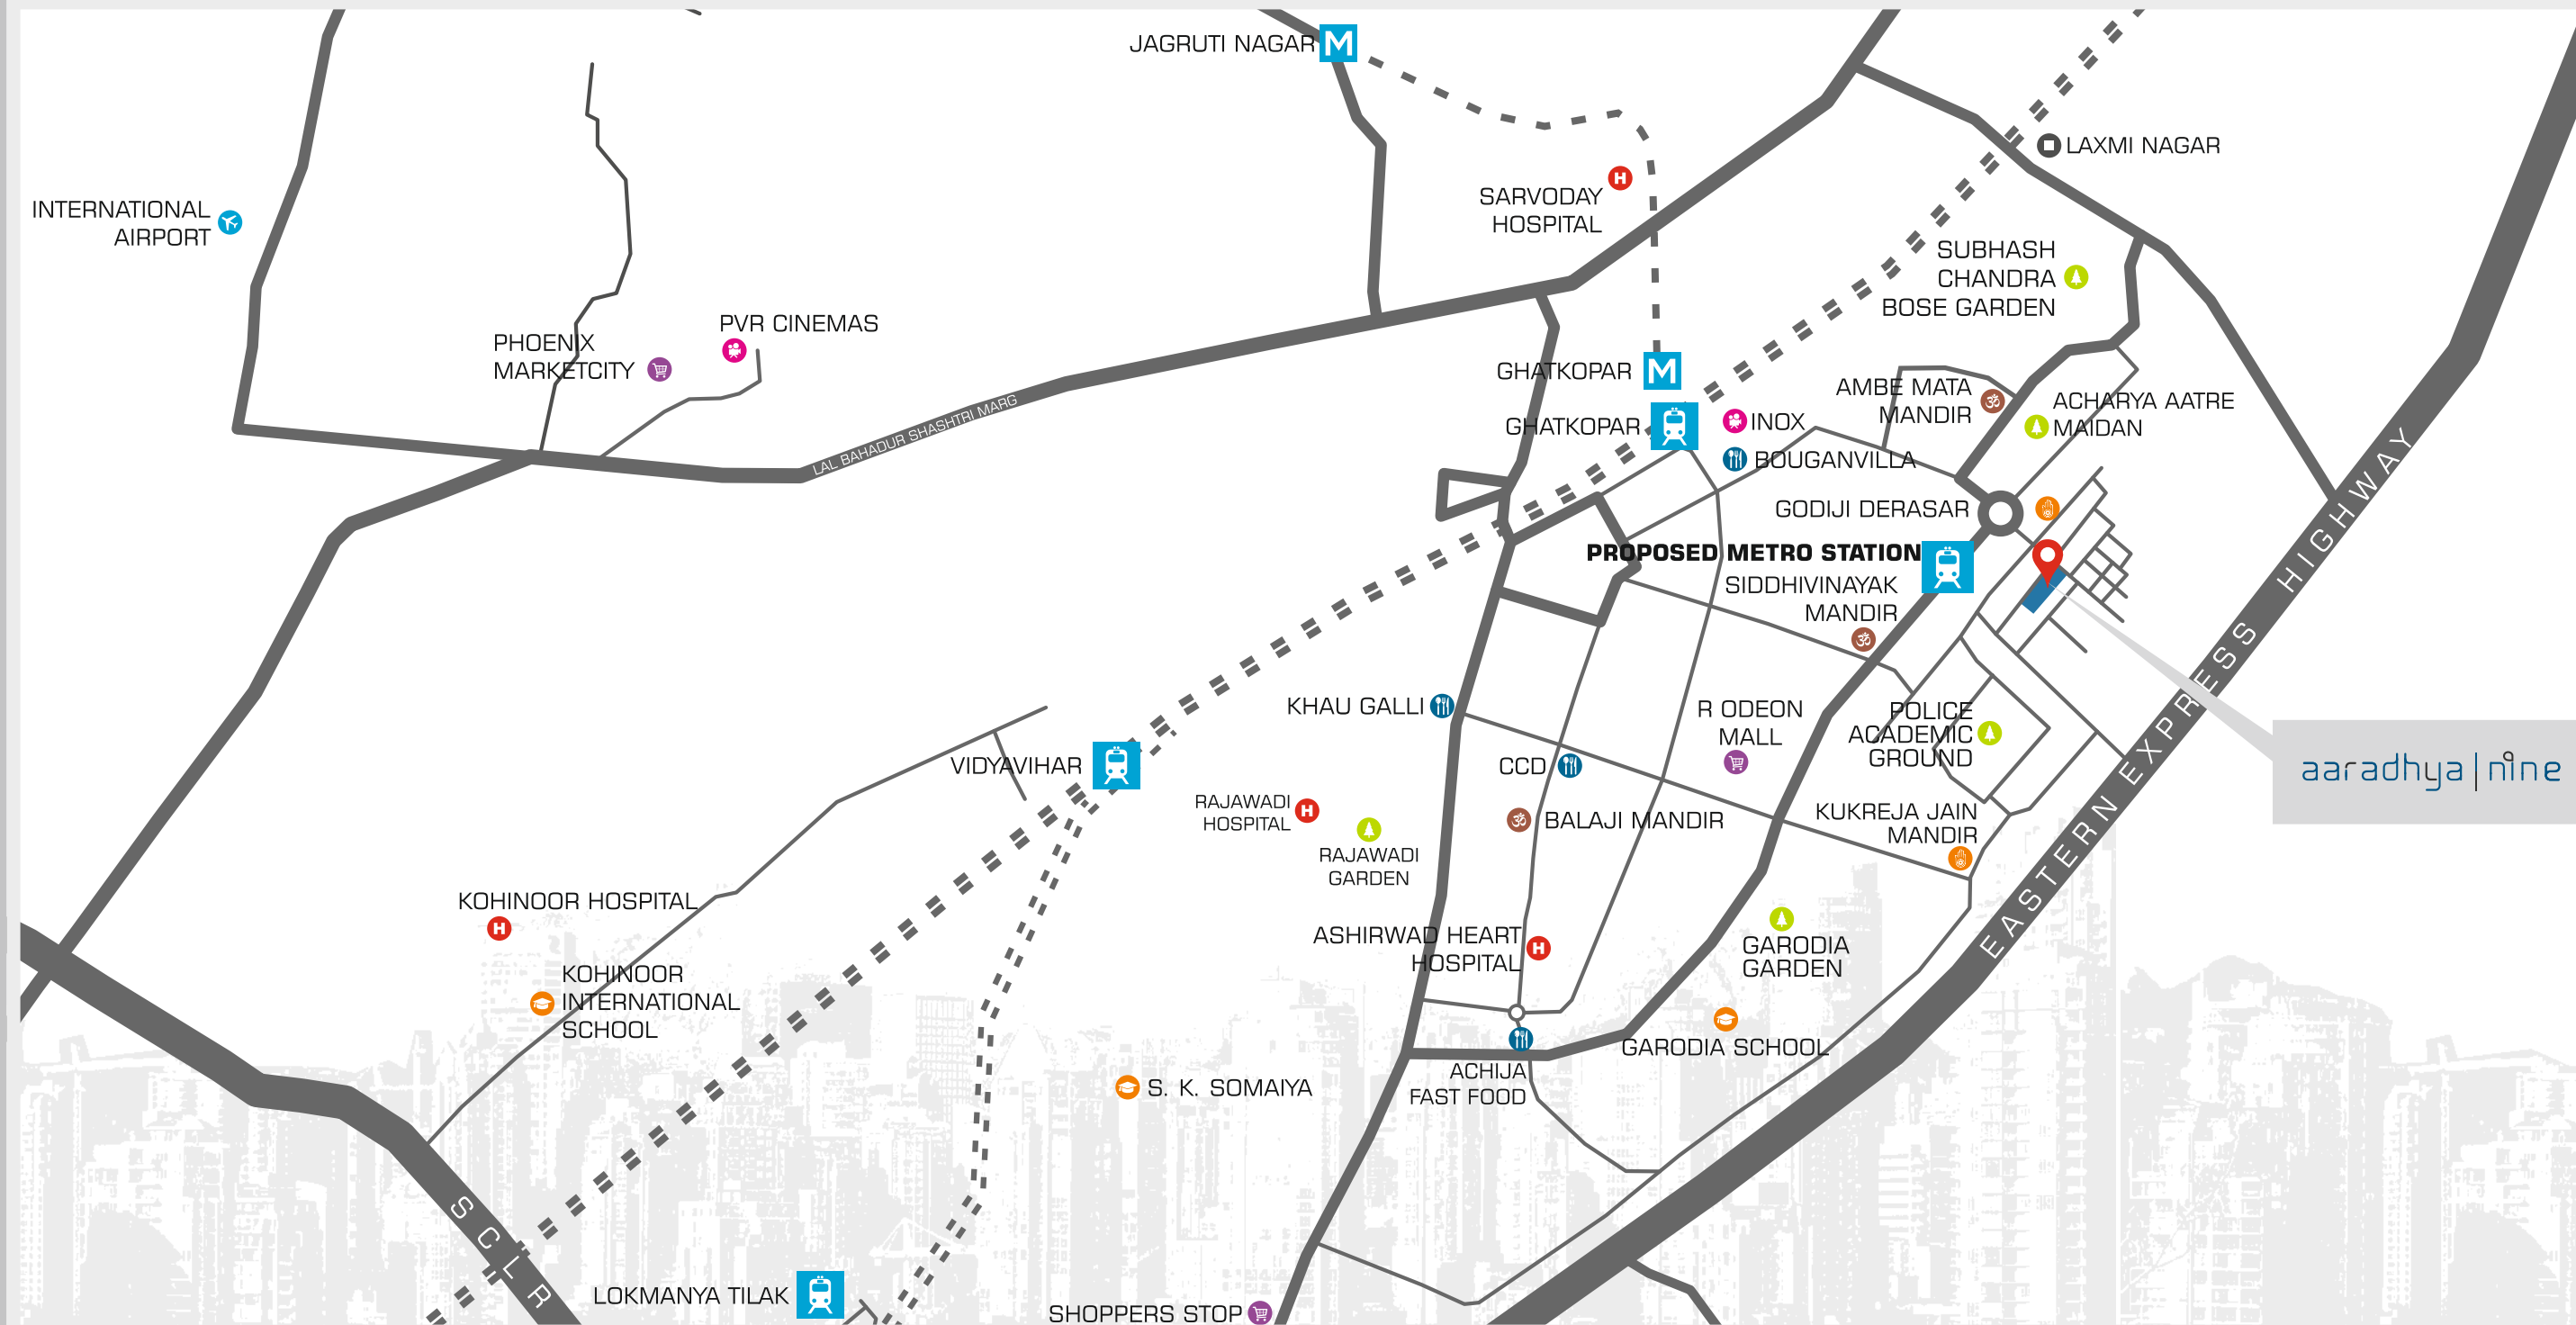 JAGRUTI NAGAR
M
LAXMI NAGAR
SARVODAY
HOSPITAL
H
INTERNATIONAL
AIRPORT
SUBHASH
CHANDRA
BOSE GARDEN
PVR CINEMAS
PHOENIX
MARKETCITY
GHATKOPAR
M
LAL BAHADUR SHASHTRI MARG
AMBE MATA
MANDIR
ॐ
ACHARYA AATRE
MAIDAN
GHATKOPAR
INOX
BOUGANVILLA
GODIJI DERASAR
PROPOSED METRO STATION
SIDDHIVINAYAK
MANDIR
ॐ
EASTERN EXPRESS HIGHWAY
KHAU GALLI
R ODEON
MALL
POLICE
ACADEMIC
GROUND
VIDYAVIHAR
CCD
aaradhya|nine
RAJAWADI
HOSPITAL
H
BALAJI MANDIR
ॐ
KUKREJA JAIN
MANDIR
RAJAWADI
GARDEN
KOHINOOR HOSPITAL
H
ASHIRWAD HEART
HOSPITAL
H
GARODIA
GARDEN
KOHINOOR
INTERNATIONAL
SCHOOL
GARODIA SCHOOL
ACHIJA
FAST FOOD
S. K. SOMAIYA
SCLR
LOKMANYA TILAK
SHOPPERS STOP